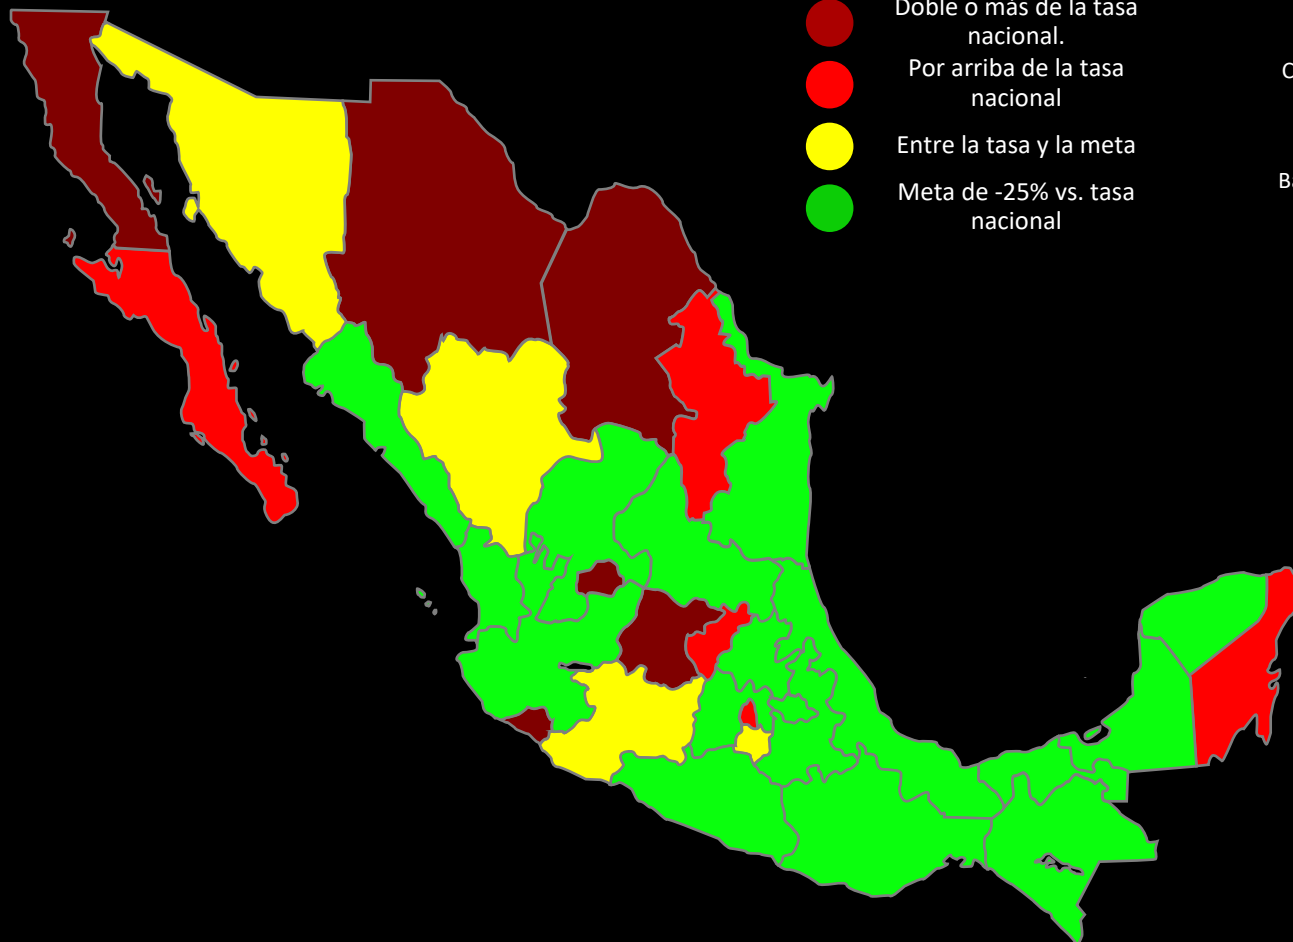 Doble o más de la tasa
nacional.
Por arriba de la tasa
nacional
Entre la tasa y la meta
Meta de -25% vs. tasa
nacional
C
Ba